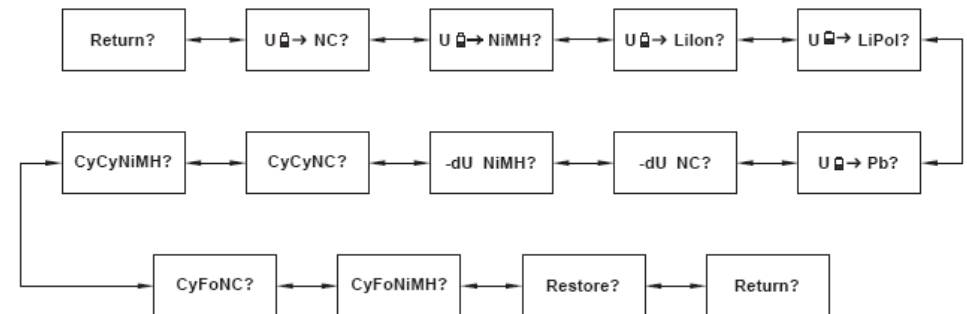 Return? U → NC? U → NiMH? U → LiIon? U → LiPol?
CyCyNiMH? CyCyNC? -dU NiMH? -dU NC? U → Pb?
CyFoNC? CyFoNiMH? Restore? Return?